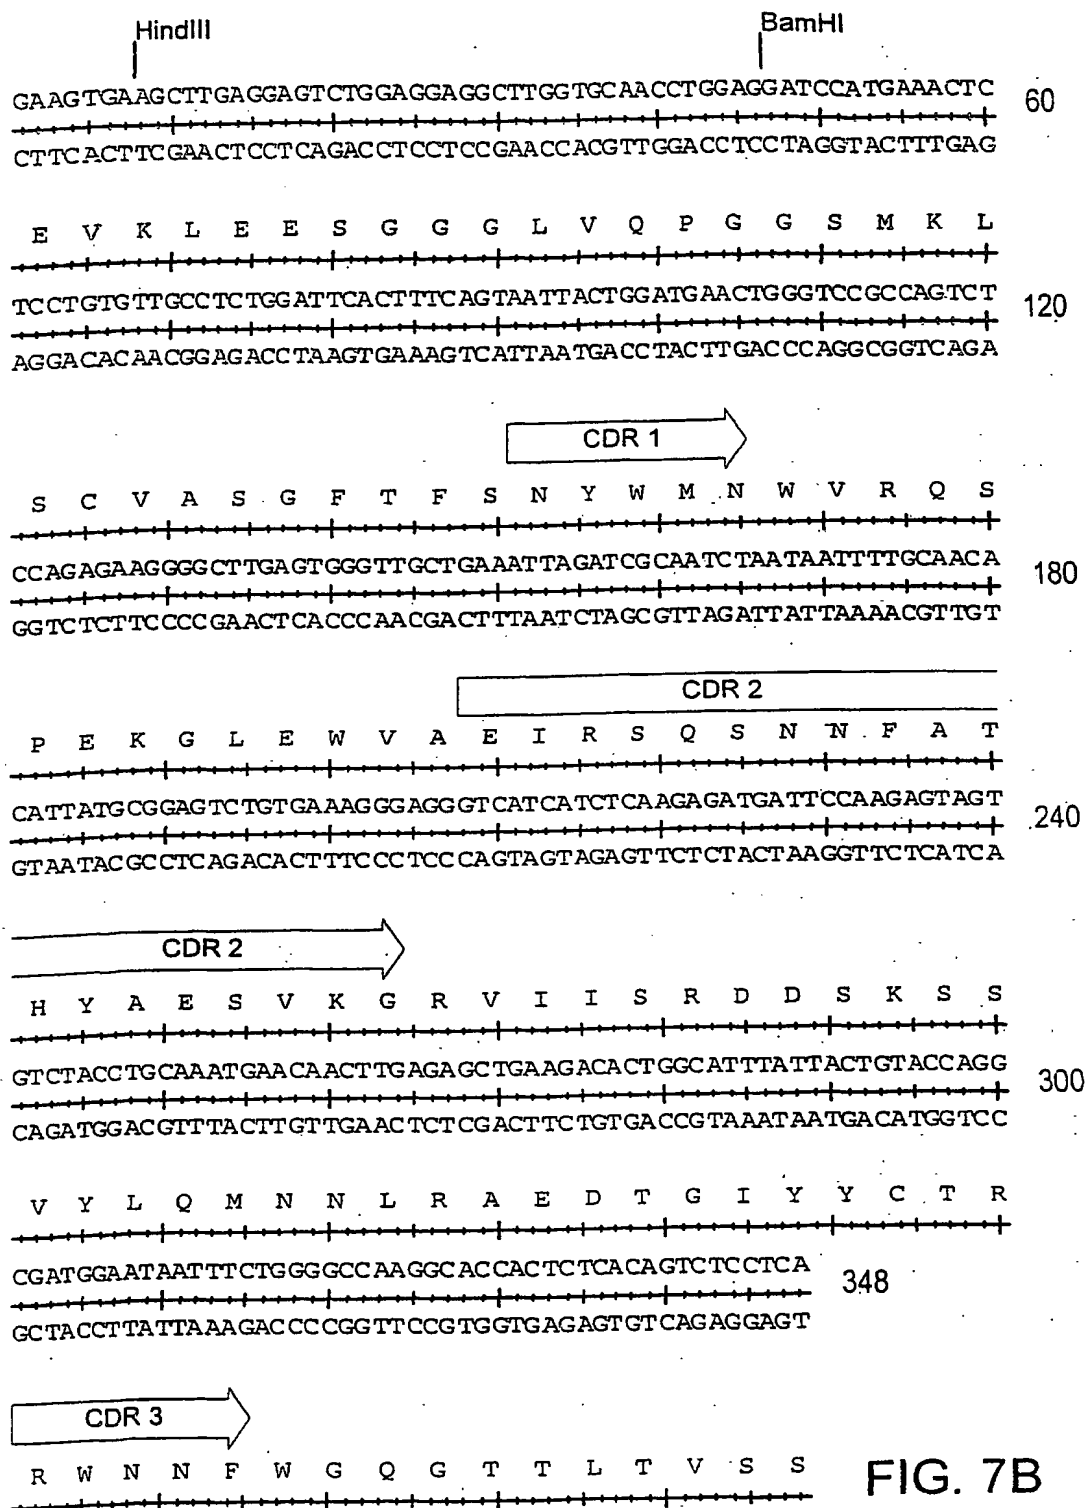 HindIII BamHI
GAAGTGAAGCTTGAGGAGTCTGGAGGAGGCTTGGTGCAACCTGGAGGATCCATGAAACTC 60
CTTCACTTCGAACTCCTCAGACCTCCTCCGAACCACGTTGGACCTCCTAGGTACTTTGAG
E V K L E E S G G G L V Q P G G S M K L
TCCTGTGTTGCCTCTGGATTCACTTTCAGTAATTACTGGATGAACTGGGTCCGCCAGTCT 120
AGGACACAACGGAGACCTAAGTGAAAGTCATTAATGACCTACTTGACCCAGGCGGTCAGA
CDR 1
S C V A S G F T F S N Y W M N W V R Q S
CCAGAGAAGGGGCTTGAGTGGGTTGCTGAAATTAGATCGCAATCTAATAATTTTGCAACA 180
GGTCTCTTCCCCGAACTCACCCAACGACTTTAATCTAGCGTTAGATTATTAAAACGTTGT
CDR 2
P E K G L E W V A E I R S Q S N N F A T
CATTATGCGGAGTCTGTGAAAGGGAGGGTCATCATCTCAAGAGATGATTCCAAGAGTAGT 240
GTAATACGCCTCAGACACTTTCCCTCCCAGTAGTAGAGTTCTCTACTAAGGTTCTCATCA
CDR 2
H Y A E S V K G R V I I S R D D S K S S
GTCTACCTGCAAATGAACAACTTGAGAGCTGAAGACACTGGCATTTATTACTGTACCAGG 300
CAGATGGACGTTTACTTGTTGAACTCTCGACTTCTGTGACCGTAAATAATGACATGGTCC
V Y L Q M N N L R A E D T G I Y Y C T R
CGATGGAATAATTTCTGGGGCCAAGGCACCACTCTCACAGTCTCCTCA 348
GCTACCTTATTAAAGACCCCGGTTCCGTGGTGAGAGTGTCAGAGGAGT
CDR 3
R W N N F W G Q G T T L T V S S
FIG. 7B